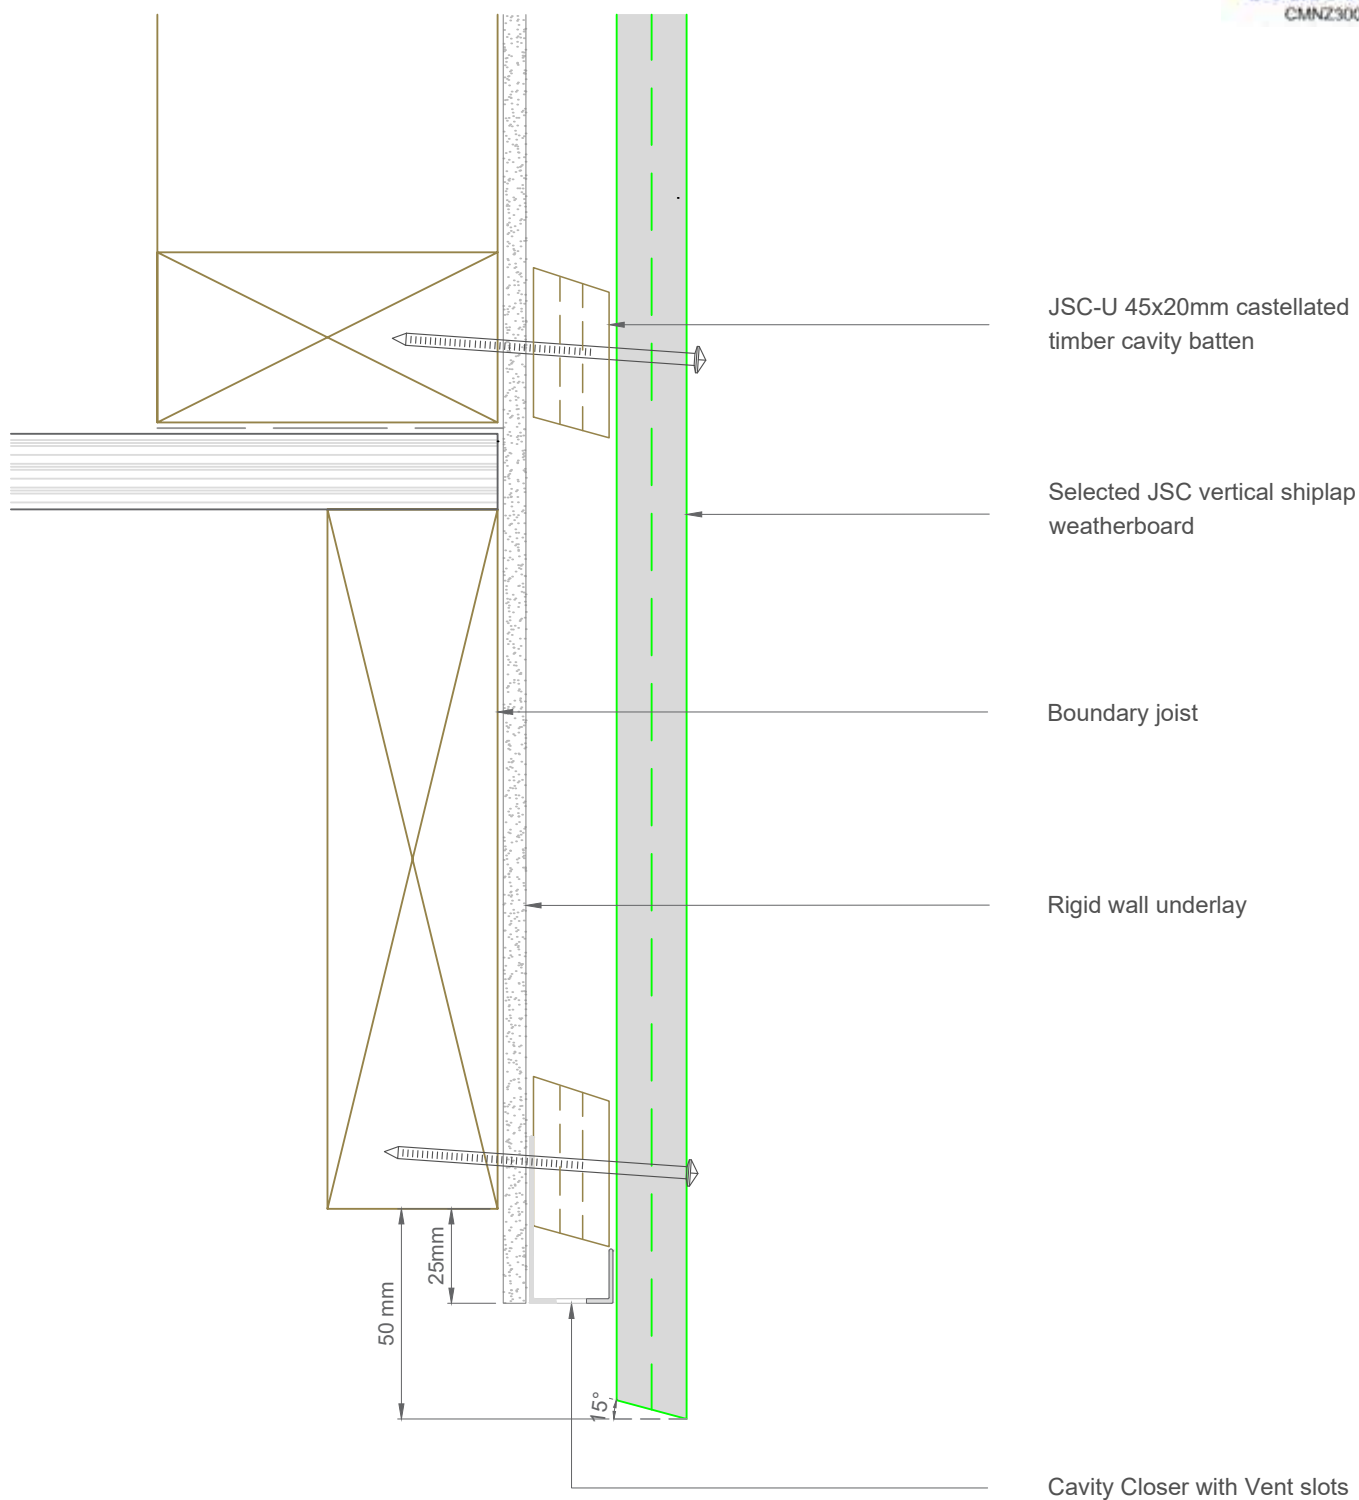 CMNZ300
JSC-U 45x20mm castellated
timber cavity batten
Selected JSC vertical shiplap
weatherboard
Boundary joist
Rigid wall underlay
25mm
50 mm
15°
Cavity Closer with Vent slots